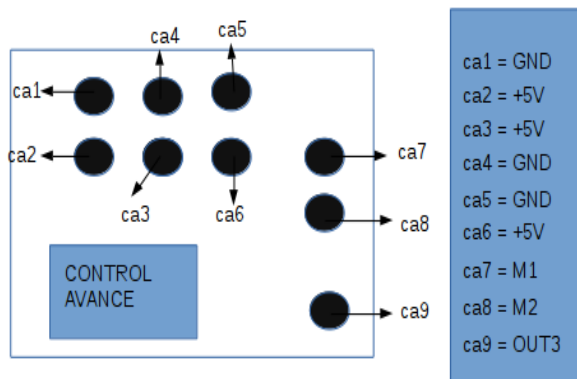 ca4
ca5
ca1
ca2
ca3
ca6
ca7
ca8
ca9
CONTROL
AVANCE
ca1 = GND
ca2 = +5V
ca3 = +5V
ca4 = GND
ca5 = GND
ca6 = +5V
ca7 = M1
ca8 = M2
ca9 = OUT3